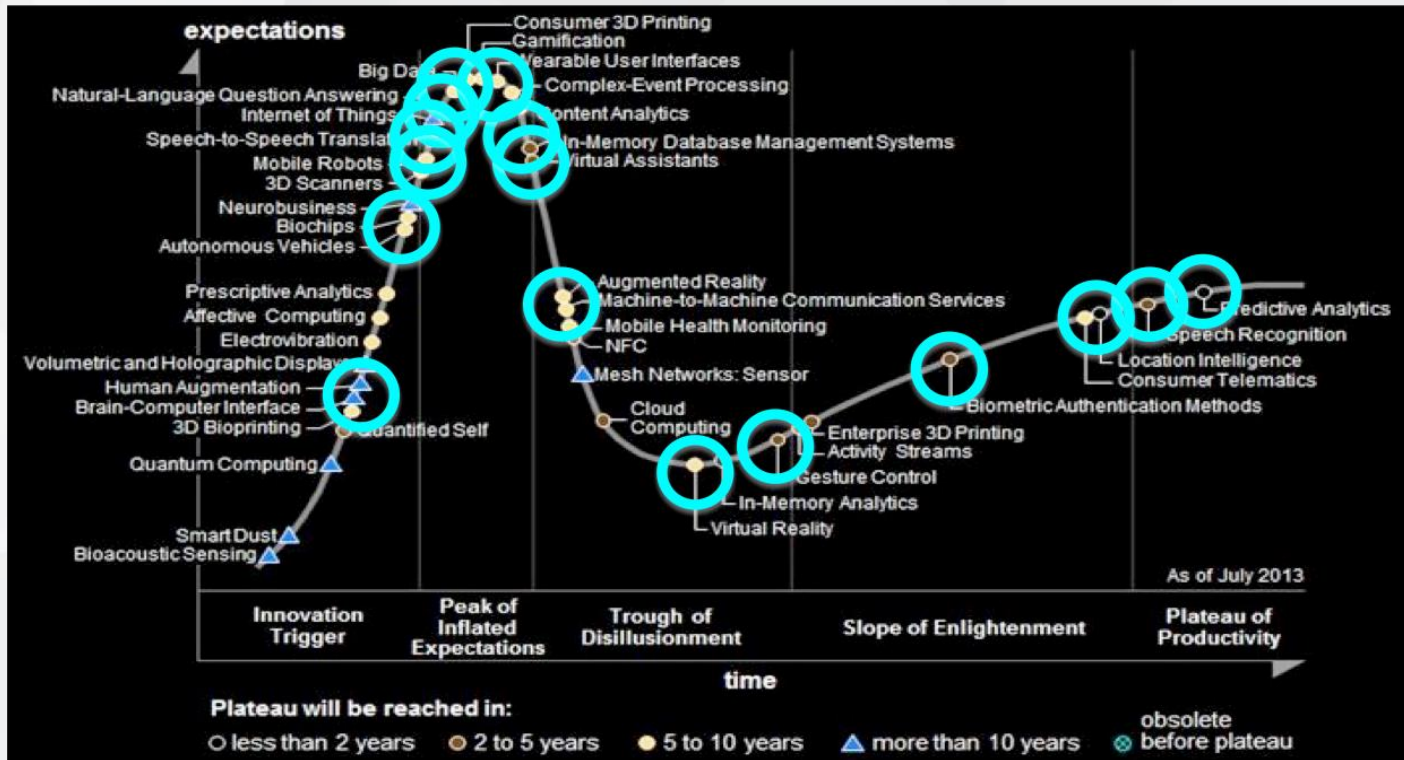 expectations
Consumer 3D Printing
Gamification
Wearable User Interfaces
Big Data
Complex-Event Processing
Natural-Language Question Answering
Internet of Things
Content Analytics
Speech-to-Speech Translation
In-Memory Database Management Systems
Virtual Assistants
Mobile Robots
3D Scanners
Neurobusiness
Biochips
Autonomous Vehicles
Augmented Reality
Prescriptive Analytics
Machine-to-Machine Communication Services
Affective Computing
Mobile Health Monitoring
Electrovibration
NFC
Volumetric and Holographic Displays
Mesh Networks: Sensor
Human Augmentation
Brain-Computer Interface
3D Bioprinting
Quantified Self
Cloud
Computing
Quantum Computing
Smart Dust
Bioacoustic Sensing
Predictive Analytics
Speech Recognition
Location Intelligence
Consumer Telematics
Biometric Authentication Methods
Enterprise 3D Printing
Activity Streams
Gesture Control
In-Memory Analytics
Virtual Reality
As of July 2013
Innovation
Trigger
Peak of
Inflated
Expectations
Trough of
Disillusionment
Slope of Enlightenment
Plateau of
Productivity
time
Plateau will be reached in:
less than 2 years
2 to 5 years
5 to 10 years
more than 10 years
obsolete
before plateau